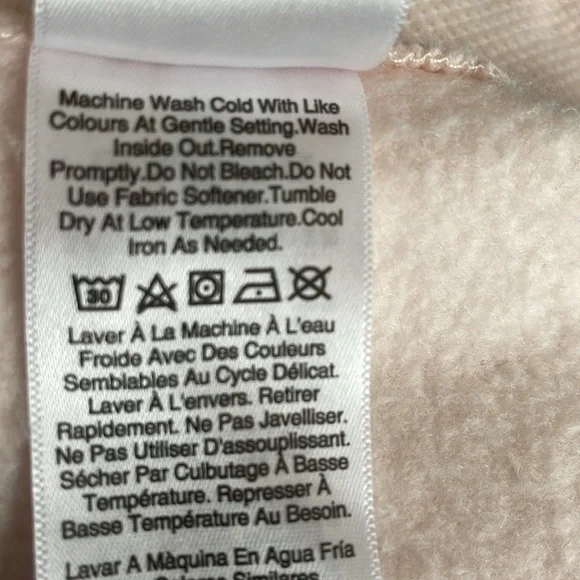 Machine Wash Cold With Like
Colours At Gentle Setting.Wash
Inside Out.Remove
Promptly.Do Not Bleach.Do Not
Use Fabric Softener.Tumble
Dry At Low Temperature.Cool
Iron As Needed.
30
Laver À La Machine À L'eau
Froide Avec Des Couleurs
Semblables Au Cycle Délicat.
Laver À L'envers. Retirer
Rapidement. Ne Pas Javelliser.
Ne Pas Utiliser D'assouplissant.
Sécher Par Culbutage À Basse
Température. Represser À
Basse Température Au Besoin.
Lavar A Màquina En Agua Fría
Colores Similares